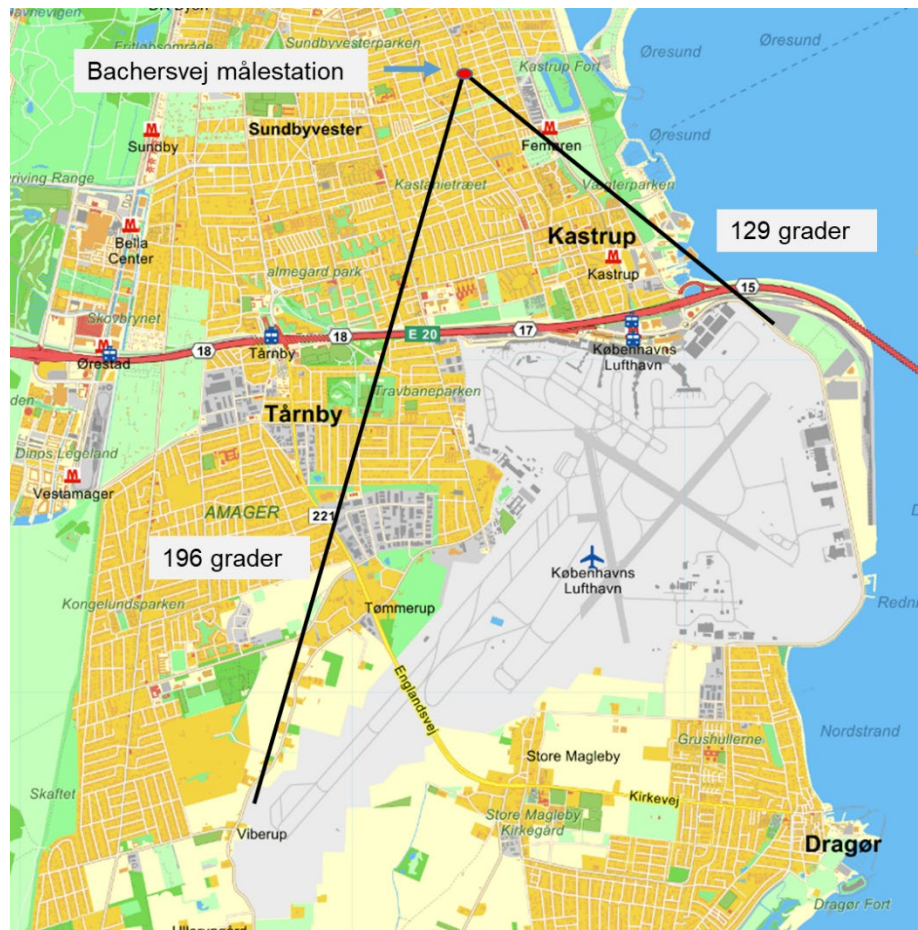 Fritløbsområde
Sundbyvesterparken
Kastrup Fort
Øresund
Øresund
Bachersvej målestation
Sundbyvester
Sundby
Femøren
Øresund
riving Range
Kastanietræet
Vægterparken
129 grader
Bella
Center
Kastrup
Kastrup
almegard park
15
Skovbrynet
18
18
E 20
17
Ørestad
Tårnby
Københavns
Lufthavn
Travbaneparken
Tårnby
Dinos Legeland
Vestamager
AMAGER
221
196 grader
Københavns
Lufthavn
Kongelundsparken
Tømmerup
Englandsvej
Nordstrand
Grushullerne
Store Magleby
Skaftet
Kirkevej
Viberup
Store Magleby
Kirkegård
Dragør
Dragør Fort